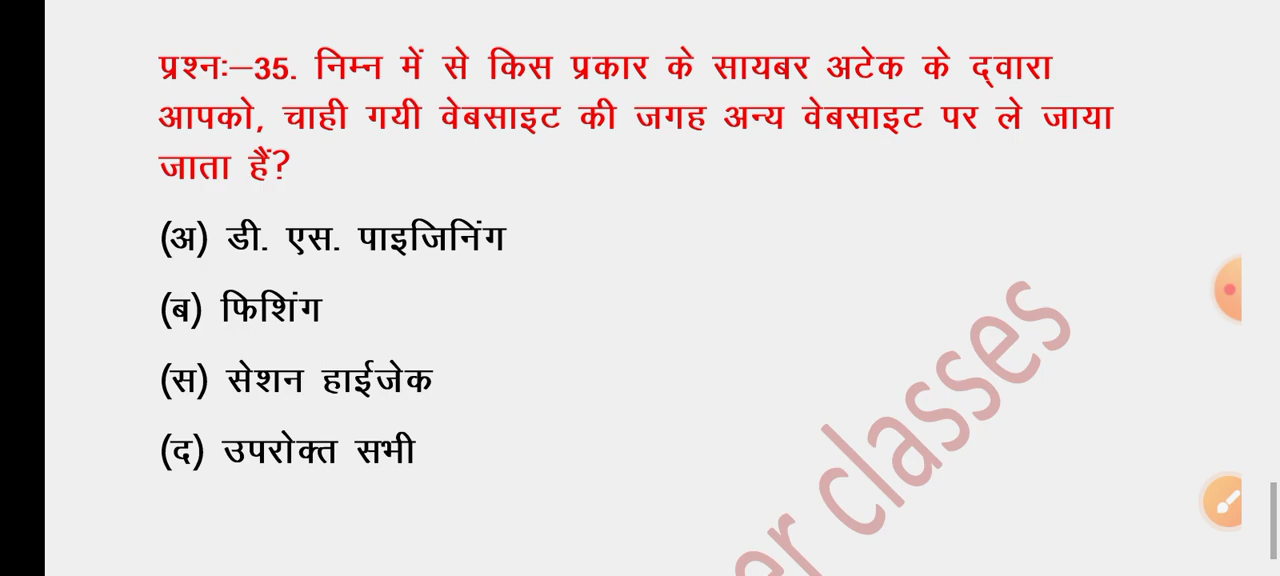 प्रश्नः–35. निम्न में से किस प्रकार के सायबर अटेक के द्‌वारा
आपको, चाही गयी वेबसाइट की जगह अन्य वेबसाइट पर ले जाया
जाता हैं?
(अ) डी. एस. पाइजिनिंग
(ब) फिशिंग
(स) सेशन हाईजेक
(द) उपरोक्त सभी
classes